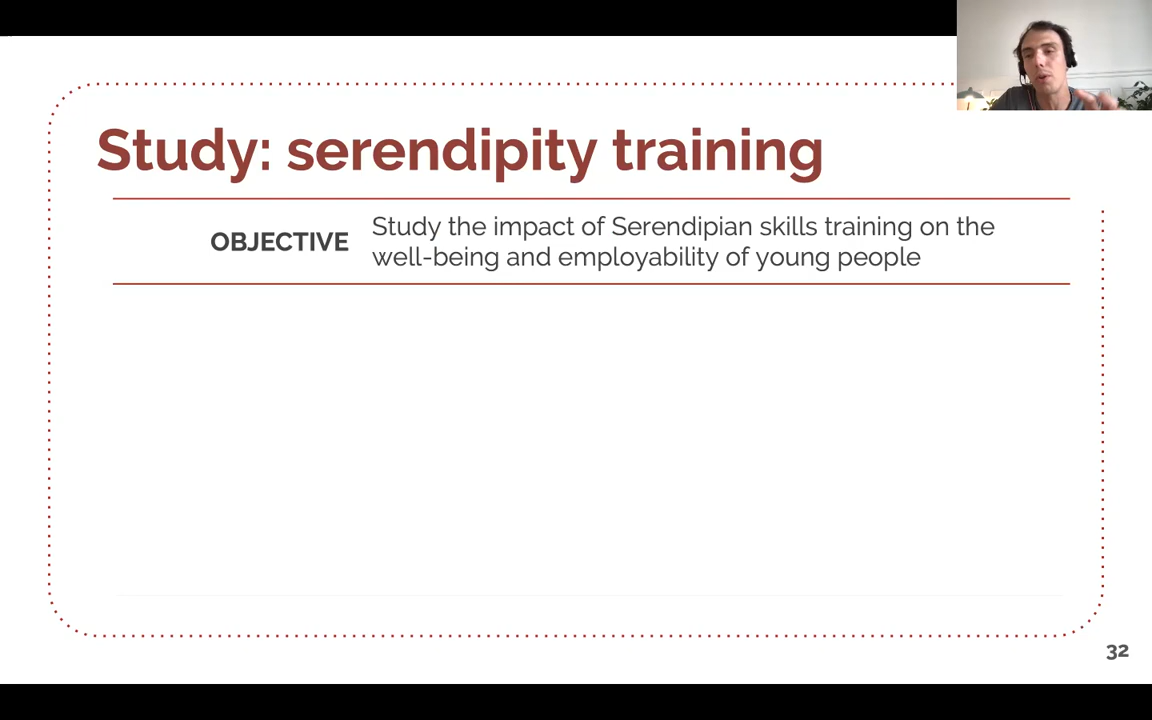 Study: serendipity training
OBJECTIVE
Study the impact of Serendipian skills training on the
well-being and employability of young people
32